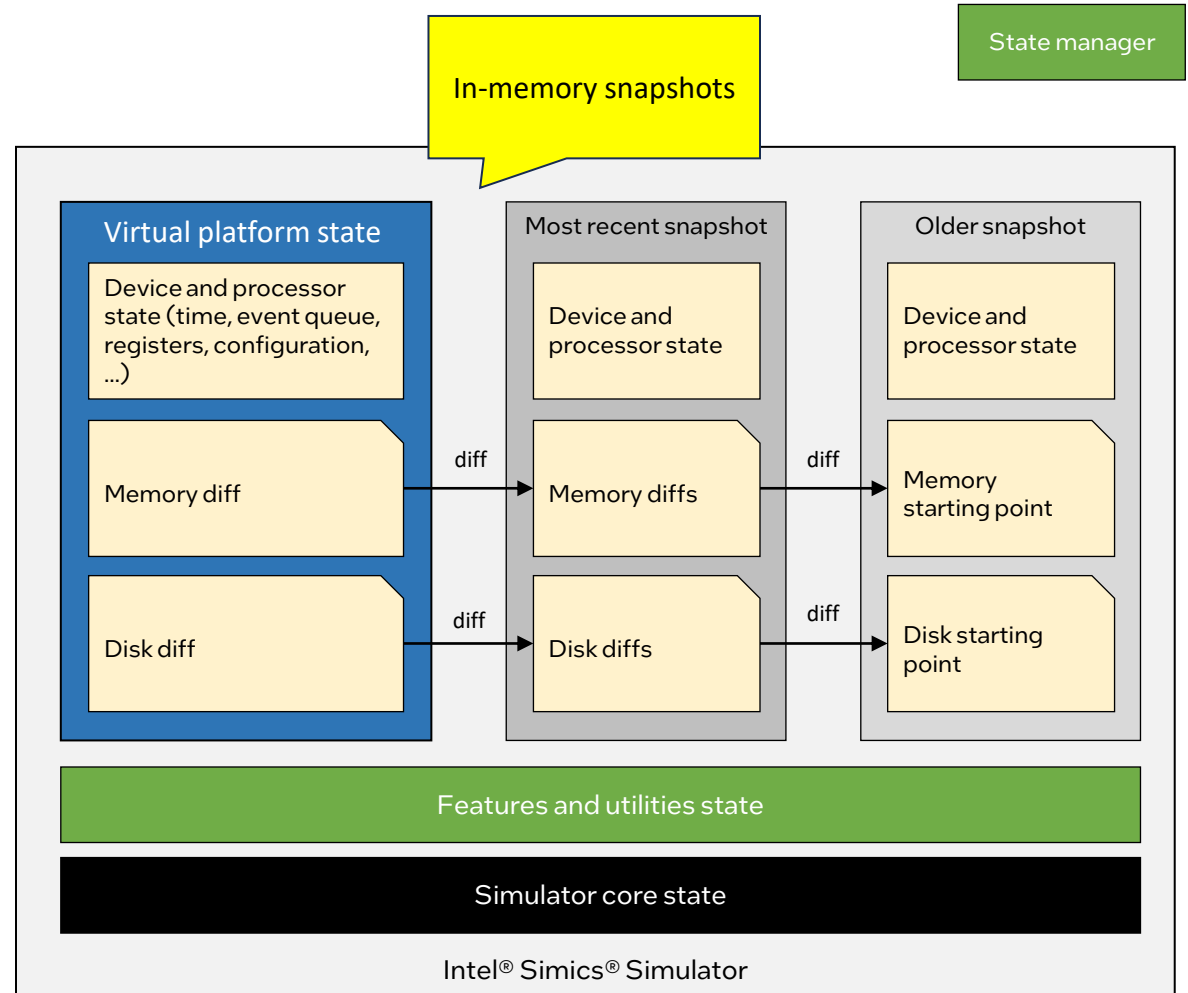 State manager
In-memory snapshots
Virtual platform state
Device and processor
state (time, event queue,
registers, configuration,
...)
Memory diff
Disk diff
diff
diff
Most recent snapshot
Device and
processor state
Memory diffs
Disk diffs
diff
diff
Older snapshot
Device and
processor state
Memory
starting point
Disk starting
point
Features and utilities state
Simulator core state
Intel® Simics® Simulator